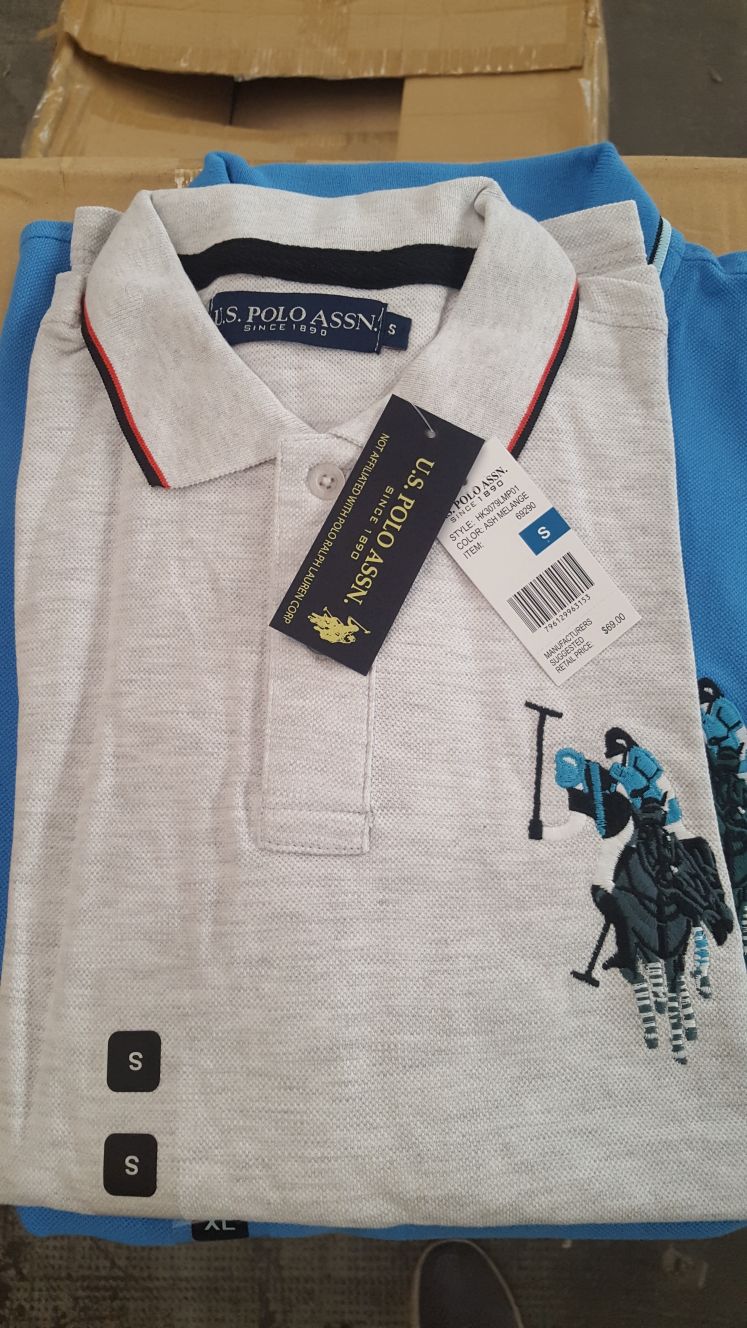 U.S. POLO ASSN.
SINCE 1890
S
U.S. POLO ASSN.
SINCE 1890
NOT AFFILIATED WITH POLO RALPH LAUREN CORP
U.S. POLO ASSN.
SINCE 1890
STYLE: HK3079LMP01
COLOR: ASH MELANGE
ITEM: 69290
S
796129963153
MANUFACTURERS
SUGGESTED
RETAIL PRICE: $69.00
S
S
XL